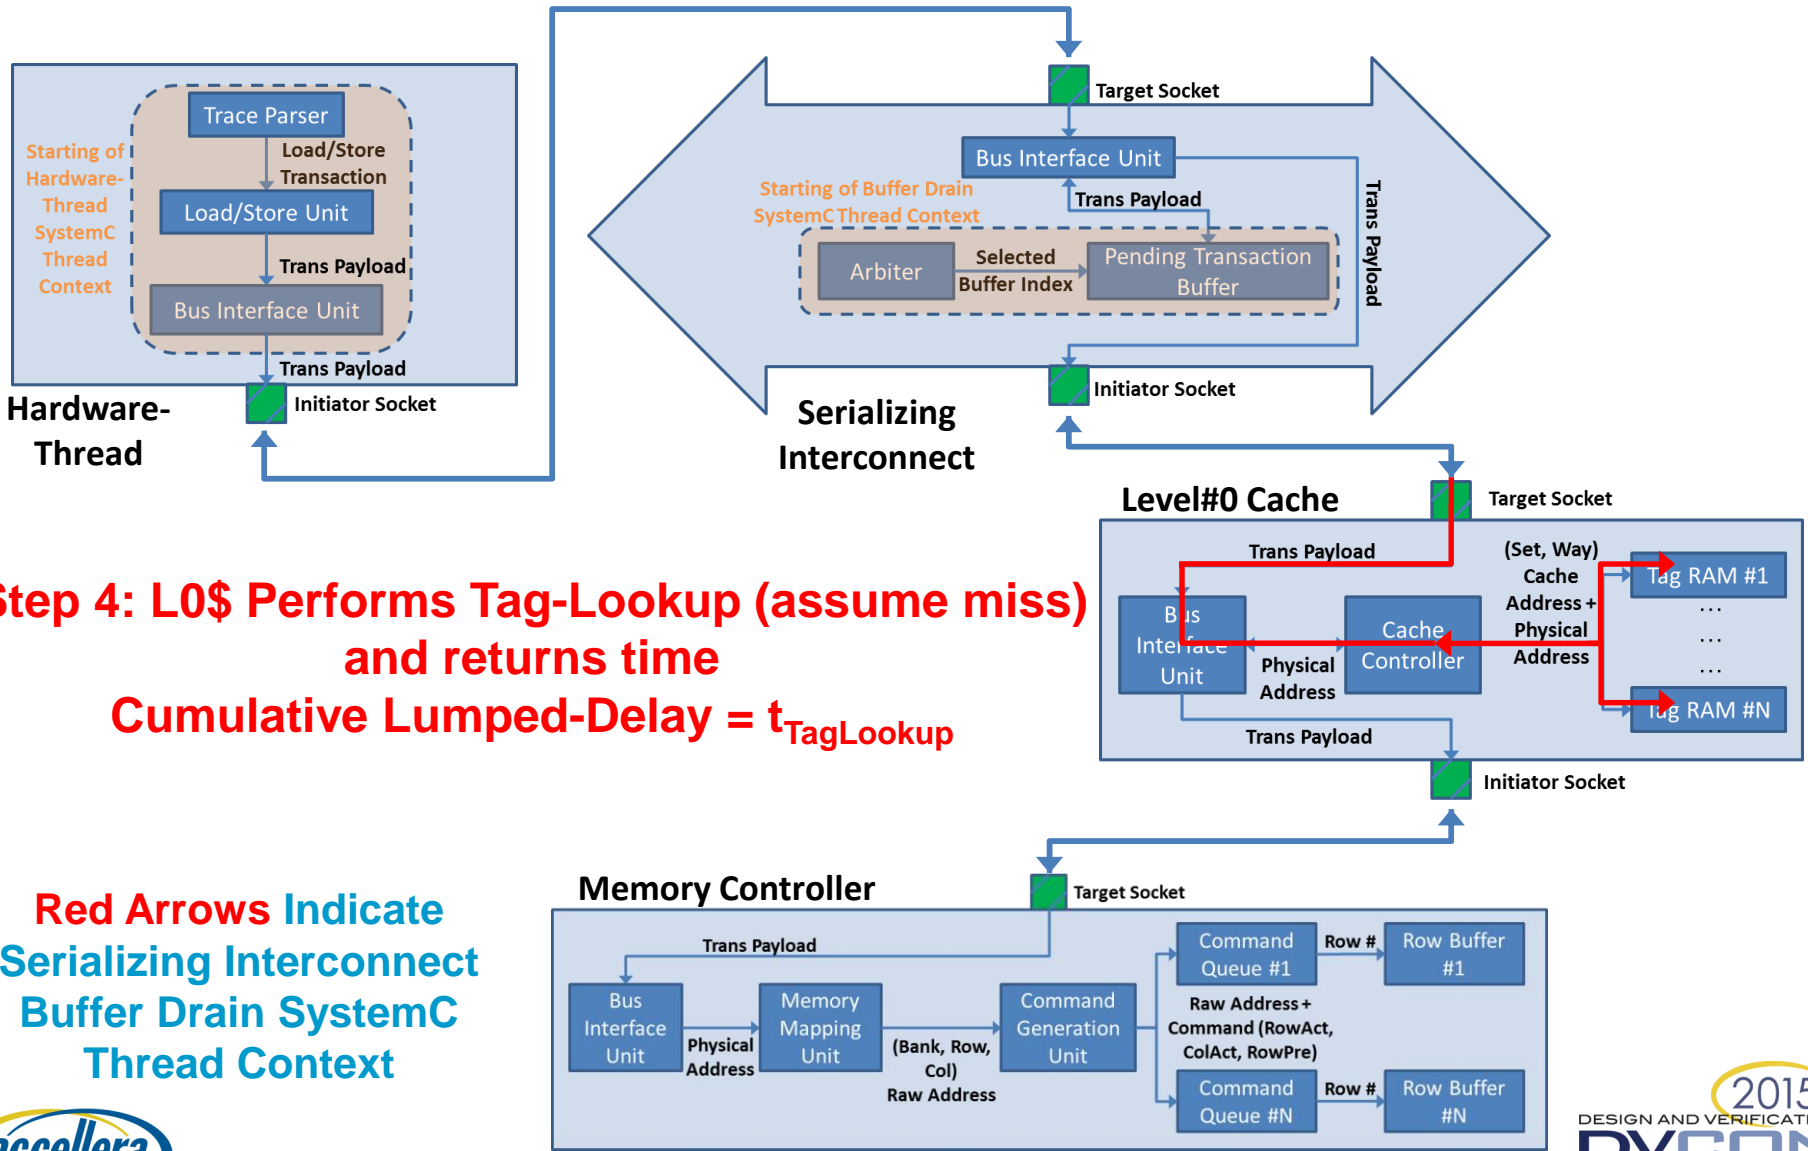 Target Socket
Trace Parser
Starting of
Hardware-
Thread
SystemC
Thread
Context
Load/Store
Transaction
Load/Store Unit
Trans Payload
Bus Interface Unit
Trans Payload
Initiator Socket
Hardware-
Thread
Bus Interface Unit
Starting of Buffer Drain
SystemC Thread Context
Trans Payload
Trans Payload
Arbiter
Selected
Buffer Index
Pending Transaction
Buffer
Initiator Socket
Serializing
Interconnect
Level#0 Cache
Target Socket
Trans Payload
(Set, Way)
Cache
Address +
Physical
Address
Tag RAM #1
...
...
...
Tag RAM #N
Bus
Interface
Unit
Physical
Address
Cache
Controller
Trans Payload
Initiator Socket
Step 4: L0$ Performs Tag-Lookup (assume miss)
and returns time
Cumulative Lumped-Delay = tTagLookup
Red Arrows Indicate
Serializing Interconnect
Buffer Drain SystemC
Thread Context
Memory Controller
Target Socket
Trans Payload
Bus
Interface
Unit
Physical
Address
Memory
Mapping
Unit
(Bank, Row,
Col)
Raw Address
Command
Generation
Unit
Command
Queue #1
Row #
Row Buffer
#1
Raw Address +
Command (RowAct,
ColAct, RowPre)
Command
Queue #N
Row #
Row Buffer
#N
accellera
2015
DESIGN AND VERIFICAT
DVCON